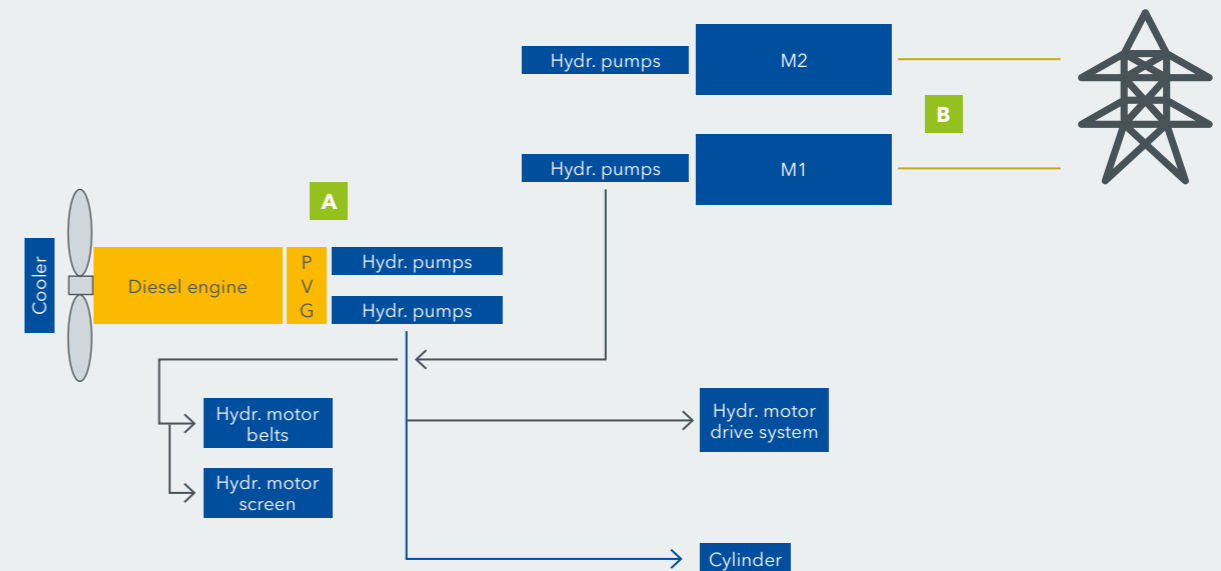 Hydr. pumps
M2
B
Hydr. pumps
M1
A
Cooler
Diesel engine
P
V
G
Hydr. pumps
Hydr. pumps
Hydr. motor
belts
Hydr. motor
drive system
Hydr. motor
screen
Cylinder